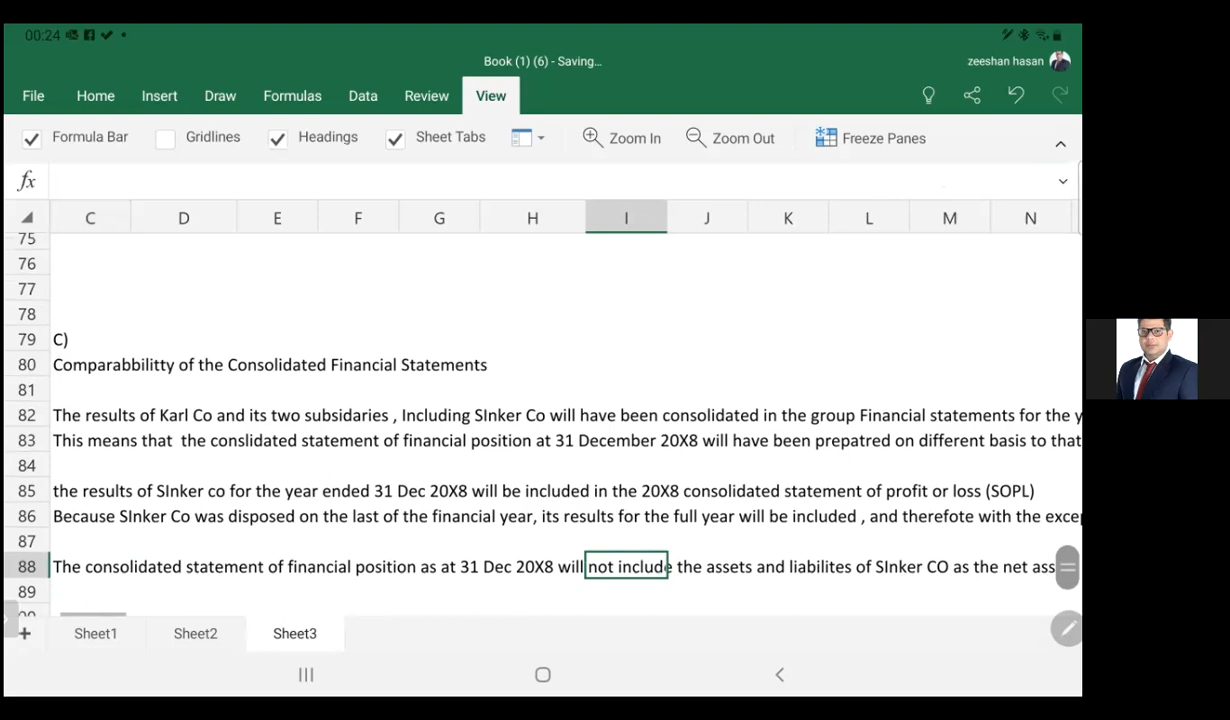 00:24
Book (1) (6) - Saving...
zeeshan hasan
File Home Insert Draw Formulas Data Review View
Formula Bar Gridlines Headings Sheet Tabs Zoom In Zoom Out Freeze Panes
fx
C D E F G H I J K L M N
75
76
77
78
79 C)
80 Comparabbilitty of the Consolidated Financial Statements
81
82 The results of Karl Co and its two subsidaries , Including SInker Co will have been consolidated in the group Financial statements for the y
83 This means that the conslidated statement of financial position at 31 December 20X8 will have been prepatred on different basis to that
84
85 the results of SInker co for the year ended 31 Dec 20X8 will be included in the 20X8 consolidated statement of profit or loss (SOPL)
86 Because SInker Co was disposed on the last of the financial year, its results for the full year will be included , and therefote with the exce
87
88 The consolidated statement of financial position as at 31 Dec 20X8 will not include the assets and liabilites of SInker CO as the net ass
89
90
+ Sheet1 Sheet2 Sheet3